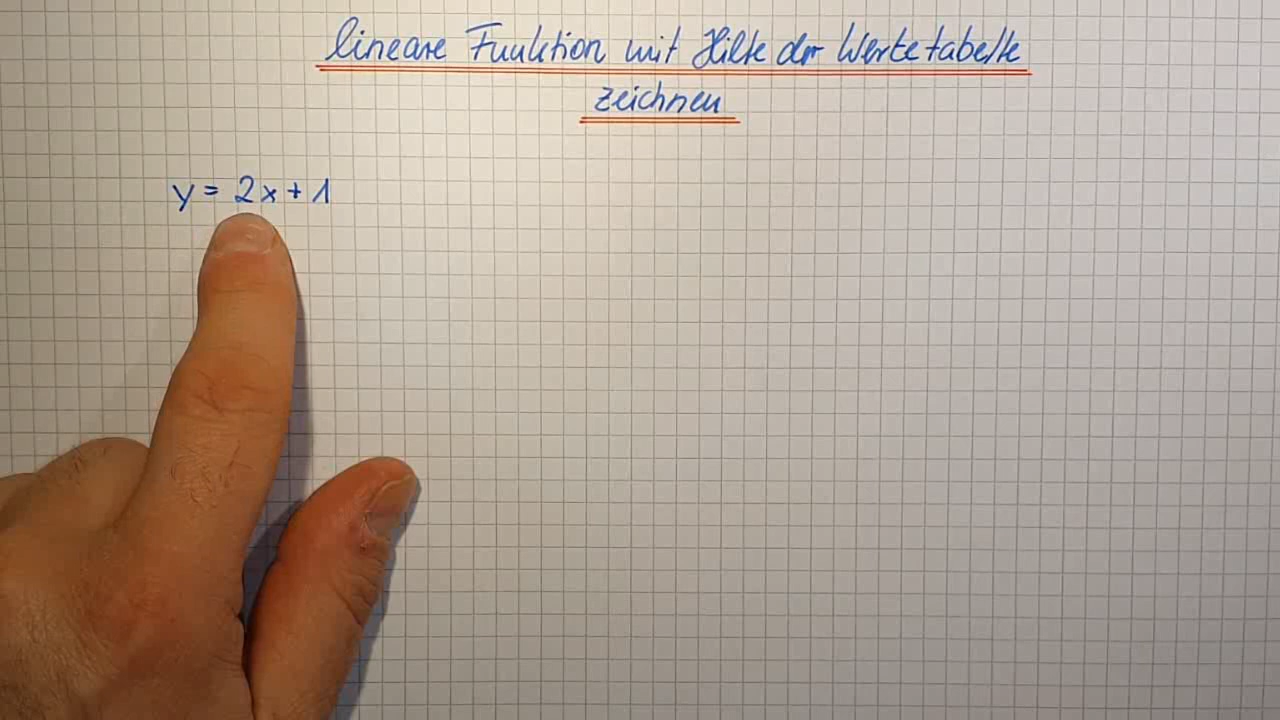 lineare Funktion mit Hilfe der Wertetabelle
zeichnen
y = 2x + 1